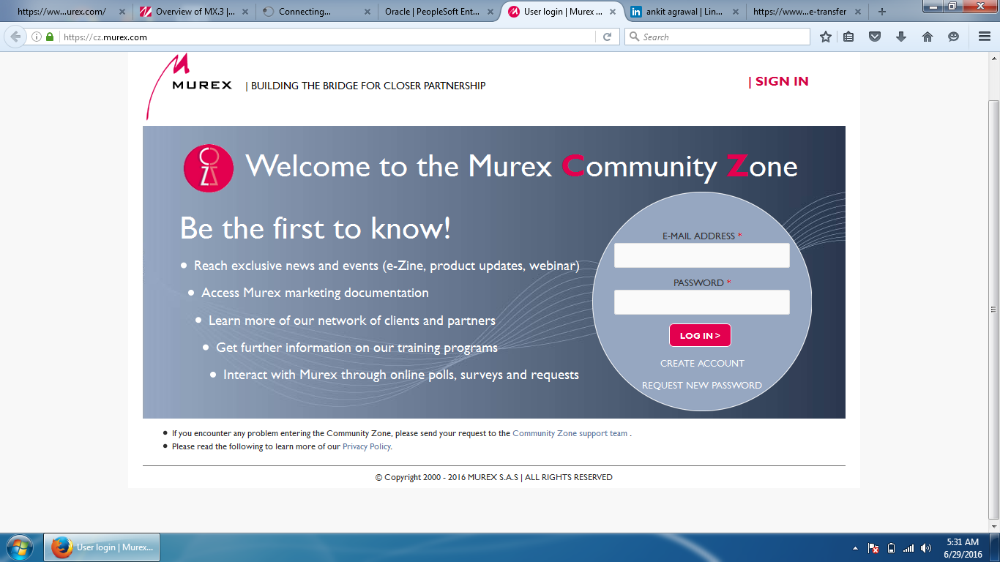 https://ww...urex.com/
Overview of MX.3 |...
Connecting...
Oracle | PeopleSoft Ent...
User login | Murex ...
ankit agrawal | Lin...
https://www...e-transfer
https://cz.murex.com
Search
MUREX
| BUILDING THE BRIDGE FOR CLOSER PARTNERSHIP
| SIGN IN
CZ
Welcome to the Murex Community Zone
Be the first to know!
• Reach exclusive news and events (e-Zine, product updates, webinar)
• Access Murex marketing documentation
• Learn more of our network of clients and partners
• Get further information on our training programs
• Interact with Murex through online polls, surveys and requests
E-MAIL ADDRESS *
PASSWORD *
LOG IN >
CREATE ACCOUNT
REQUEST NEW PASSWORD
• If you encounter any problem entering the Community Zone, please send your request to the Community Zone support team .
• Please read the following to learn more of our Privacy Policy.
© Copyright 2000 - 2016 MUREX S.A.S | ALL RIGHTS RESERVED
User login | Murex...
5:31 AM
6/29/2016